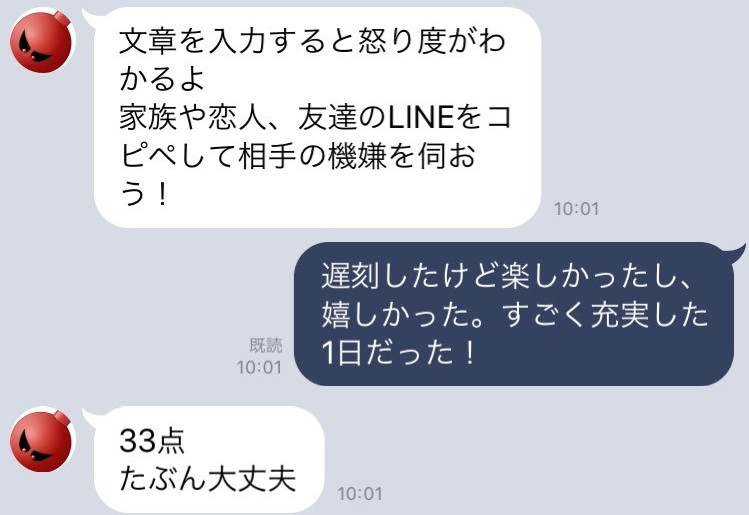 文章を入力すると怒り度がわ
かるよ
家族や恋人、友達のLINEをコ
ピペして相手の機嫌を伺お
う！
10:01
遅刻したけど楽しかったし、
嬉しかった。すごく充実した
1日だった！
既読
10:01
33点
たぶん大丈夫
10:01